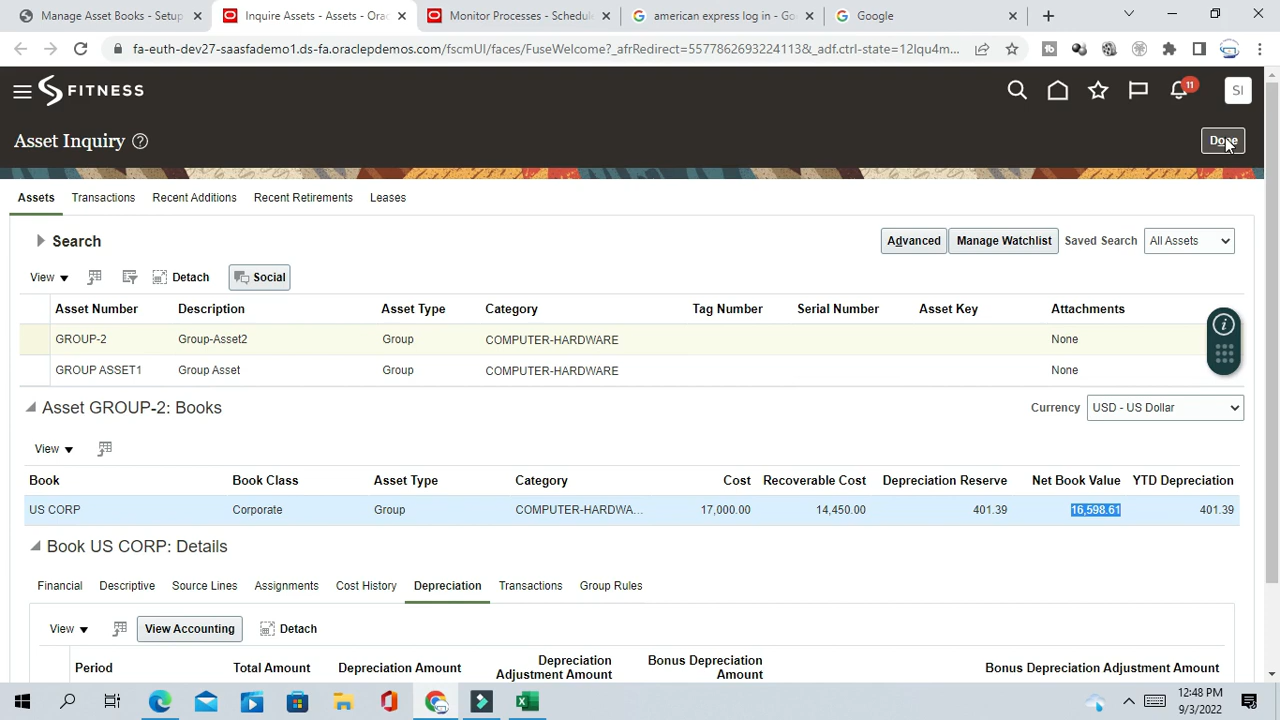 Manage Asset Books - Setup
Inquire Assets - Assets - Orac
Monitor Processes - Schedule
american express log in - Go
Google
fa-euth-dev27-saasfademo1.ds-fa.oraclepdemos.com/fscmUI/faces/FuseWelcome?_afrRedirect=5577862693224113&_adf.ctrl-state=12lqu4m...
FITNESS
11
SI
Asset Inquiry
Done
Assets Transactions Recent Additions Recent Retirements Leases
Search
Advanced Manage Watchlist Saved Search All Assets
View Detach Social
Asset Number Description Asset Type Category Tag Number Serial Number Asset Key Attachments
GROUP-2 Group-Asset2 Group COMPUTER-HARDWARE None
GROUP ASSET1 Group Asset Group COMPUTER-HARDWARE None
Asset GROUP-2: Books
Currency USD - US Dollar
View
Book Book Class Asset Type Category Cost Recoverable Cost Depreciation Reserve Net Book Value YTD Depreciation
US CORP Corporate Group COMPUTER-HARDWA... 17,000.00 14,450.00 401.39 16,598.61 401.39
Book US CORP: Details
Financial Descriptive Source Lines Assignments Cost History Depreciation Transactions Group Rules
View View Accounting Detach
Period Total Amount Depreciation Amount Depreciation Adjustment Amount Bonus Depreciation Amount Bonus Depreciation Adjustment Amount
12:48 PM
9/3/2022